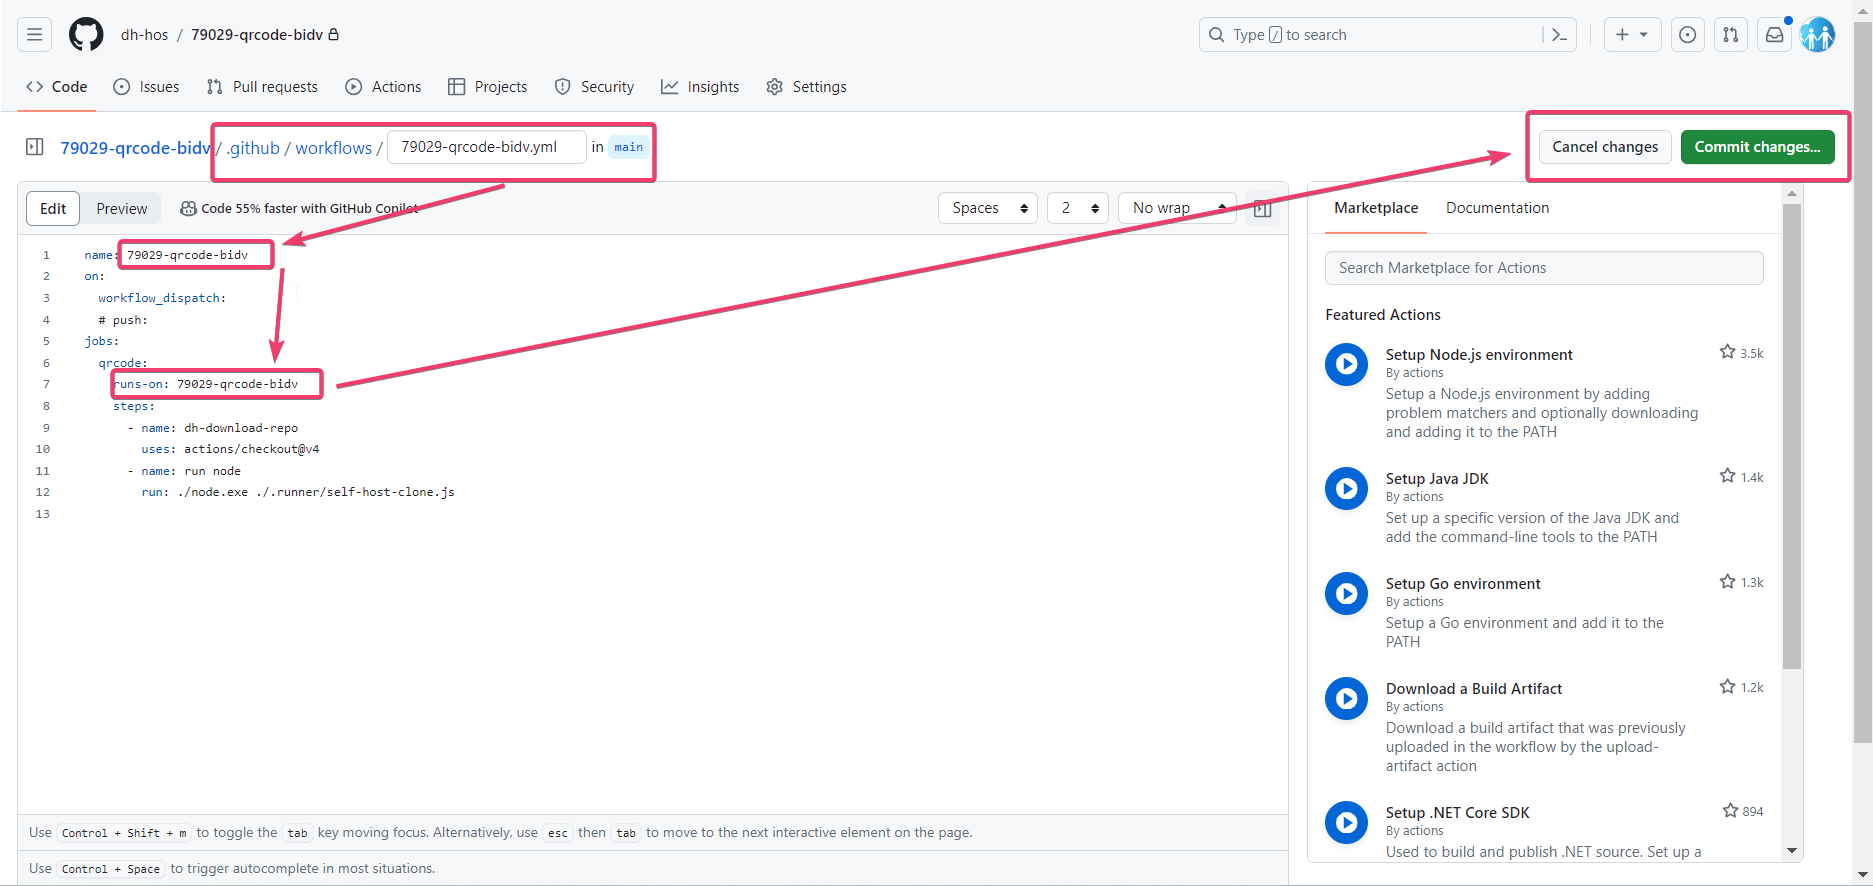 dh-hos / 79029-qrcode-bidv
Type / to search
Code Issues Pull requests Actions Projects Security Insights Settings
79029-qrcode-bidv / .github / workflows / 79029-qrcode-bidv.yml in main
Cancel changes Commit changes...
Edit Preview Code 55% faster with GitHub Copilot
Spaces 2 No wrap
1 name: 79029-qrcode-bidv
2 on:
3 workflow_dispatch:
4 # push:
5 jobs:
6 qrcode:
7 runs-on: 79029-qrcode-bidv
8 steps:
9 - name: dh-download-repo
10 uses: actions/checkout@v4
11 - name: run node
12 run: ./node.exe ./.runner/self-host-clone.js
13
Use Control + Shift + m to toggle the tab key moving focus. Alternatively, use esc then tab to move to the next interactive element on the page.
Use Control + Space to trigger autocomplete in most situations.
Marketplace Documentation
Search Marketplace for Actions
Featured Actions
Setup Node.js environment 3.5k
By actions
Setup a Node.js environment by adding
problem matchers and optionally downloading
and adding it to the PATH
Setup Java JDK 1.4k
By actions
Set up a specific version of the Java JDK and
add the command-line tools to the PATH
Setup Go environment 1.3k
By actions
Setup a Go environment and add it to the
PATH
Download a Build Artifact 1.2k
By actions
Download a build artifact that was previously
uploaded in the workflow by the upload-
artifact action
Setup .NET Core SDK 894
By actions
Used to build and publish .NET source. Set up a